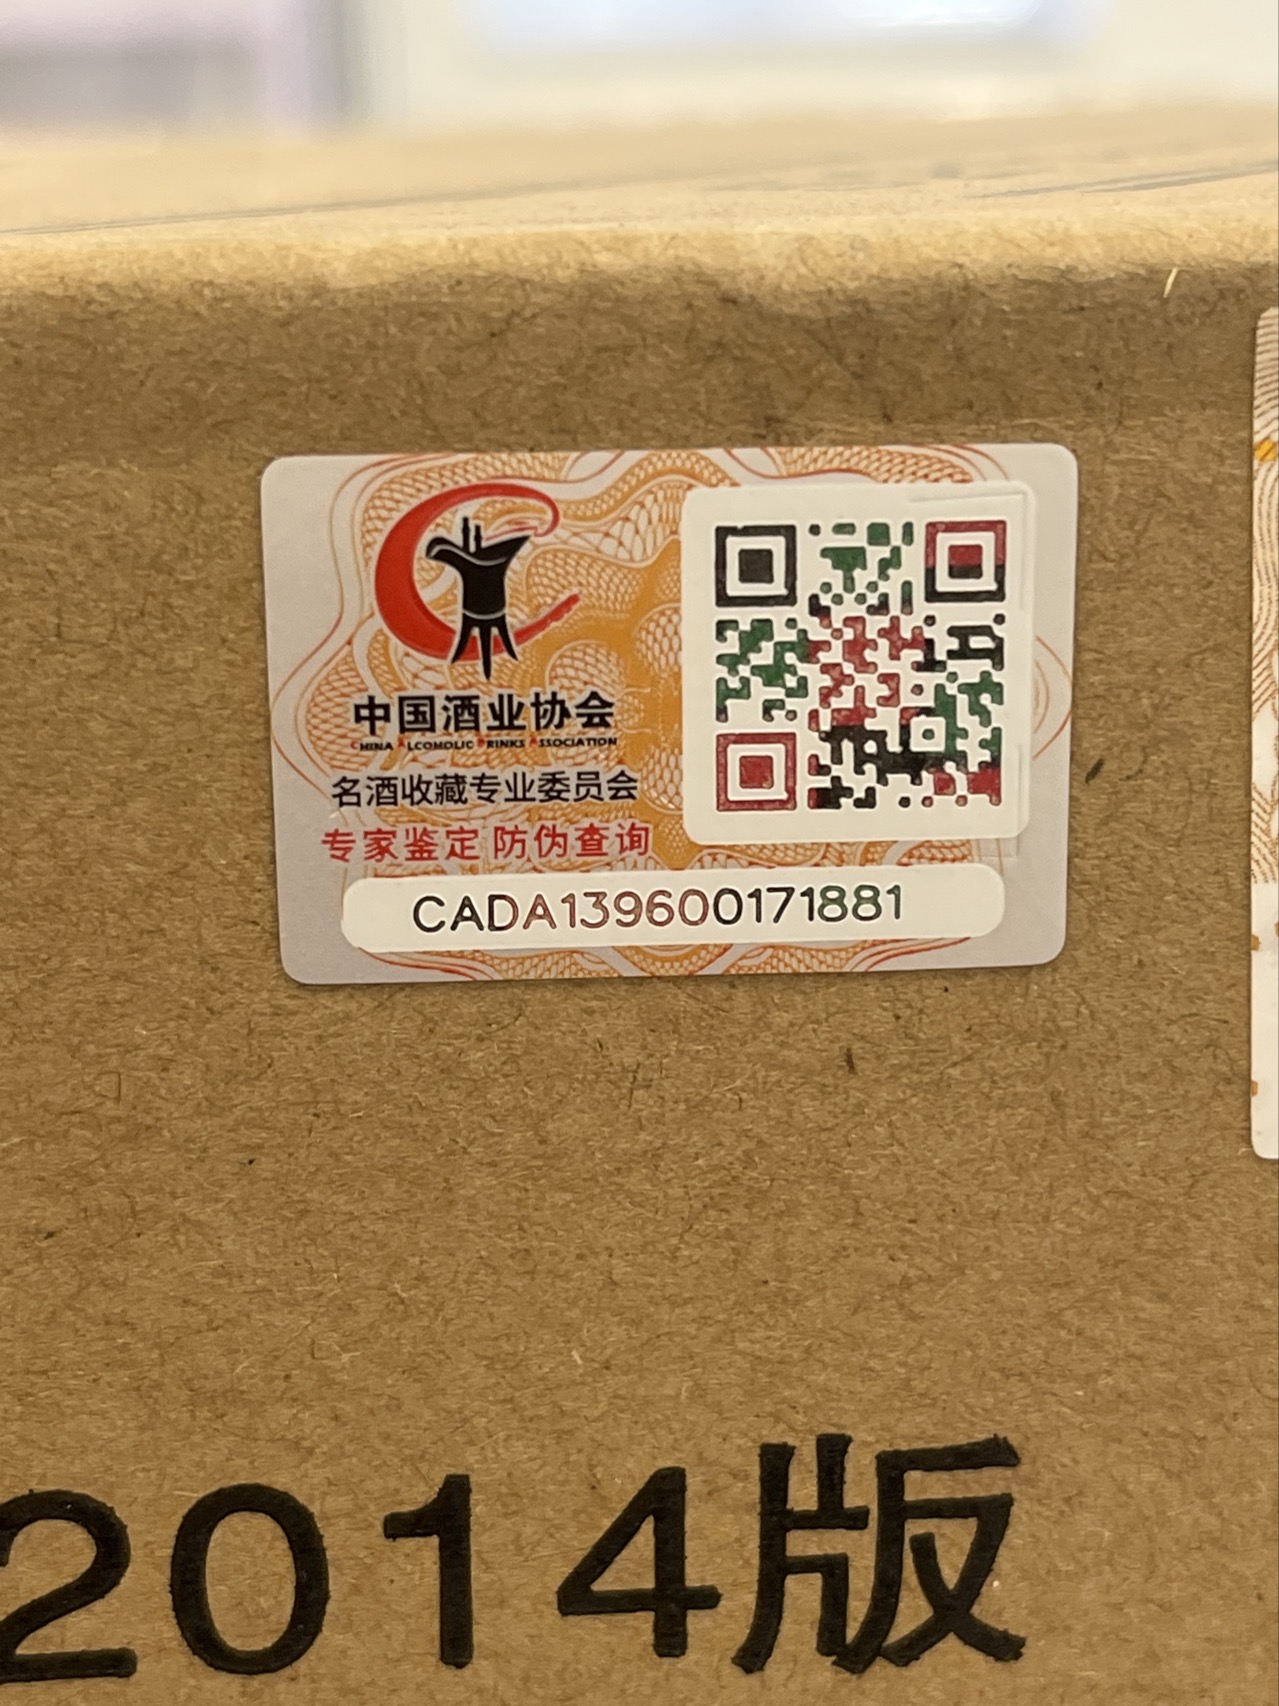 中国酒业协会
CHINA ALCOHOLIC DRINKS ASSOCIATION
名酒收藏专业委员会
专家鉴定 防伪查询
CADA139600171881
2014版